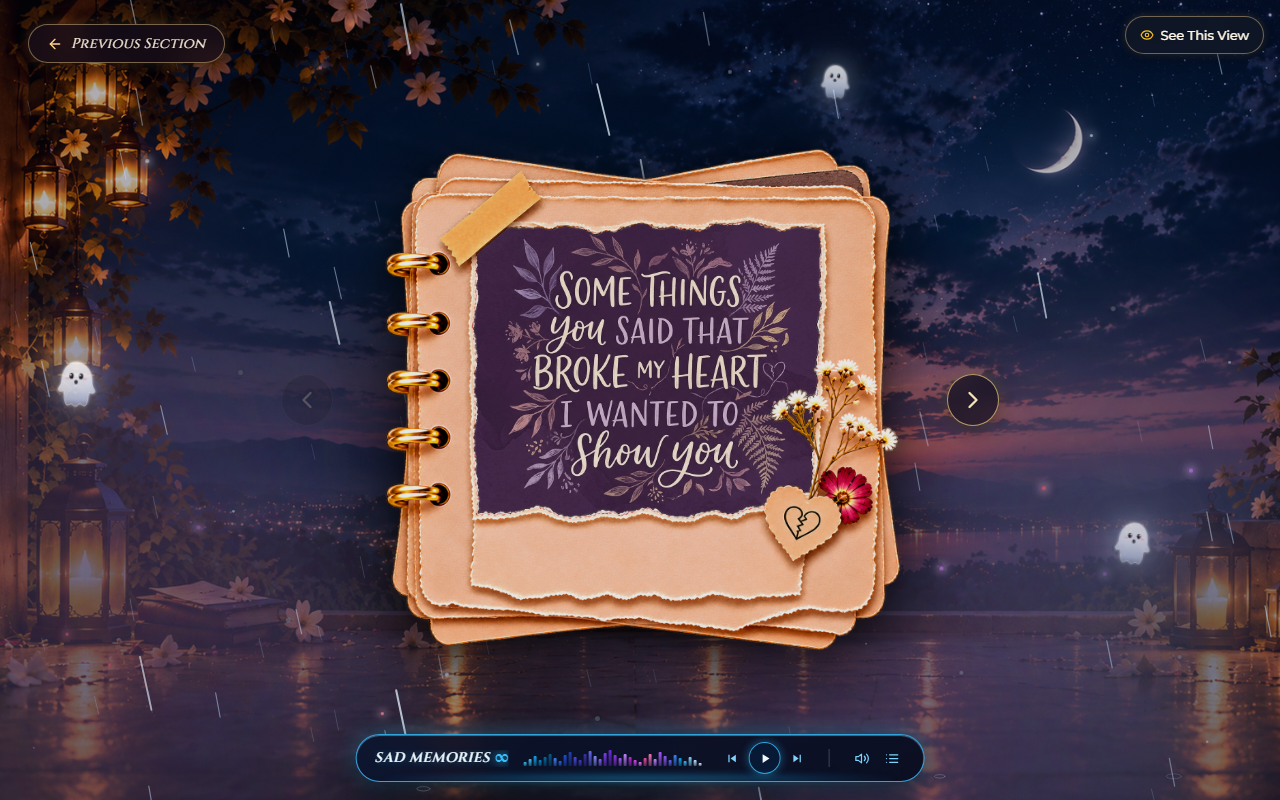 Previous Section
See This View
SOME THINGS
you SAID THAT
BROKE MY HEART
I WANTED TO
Show you
SAD MEMORIES ∞